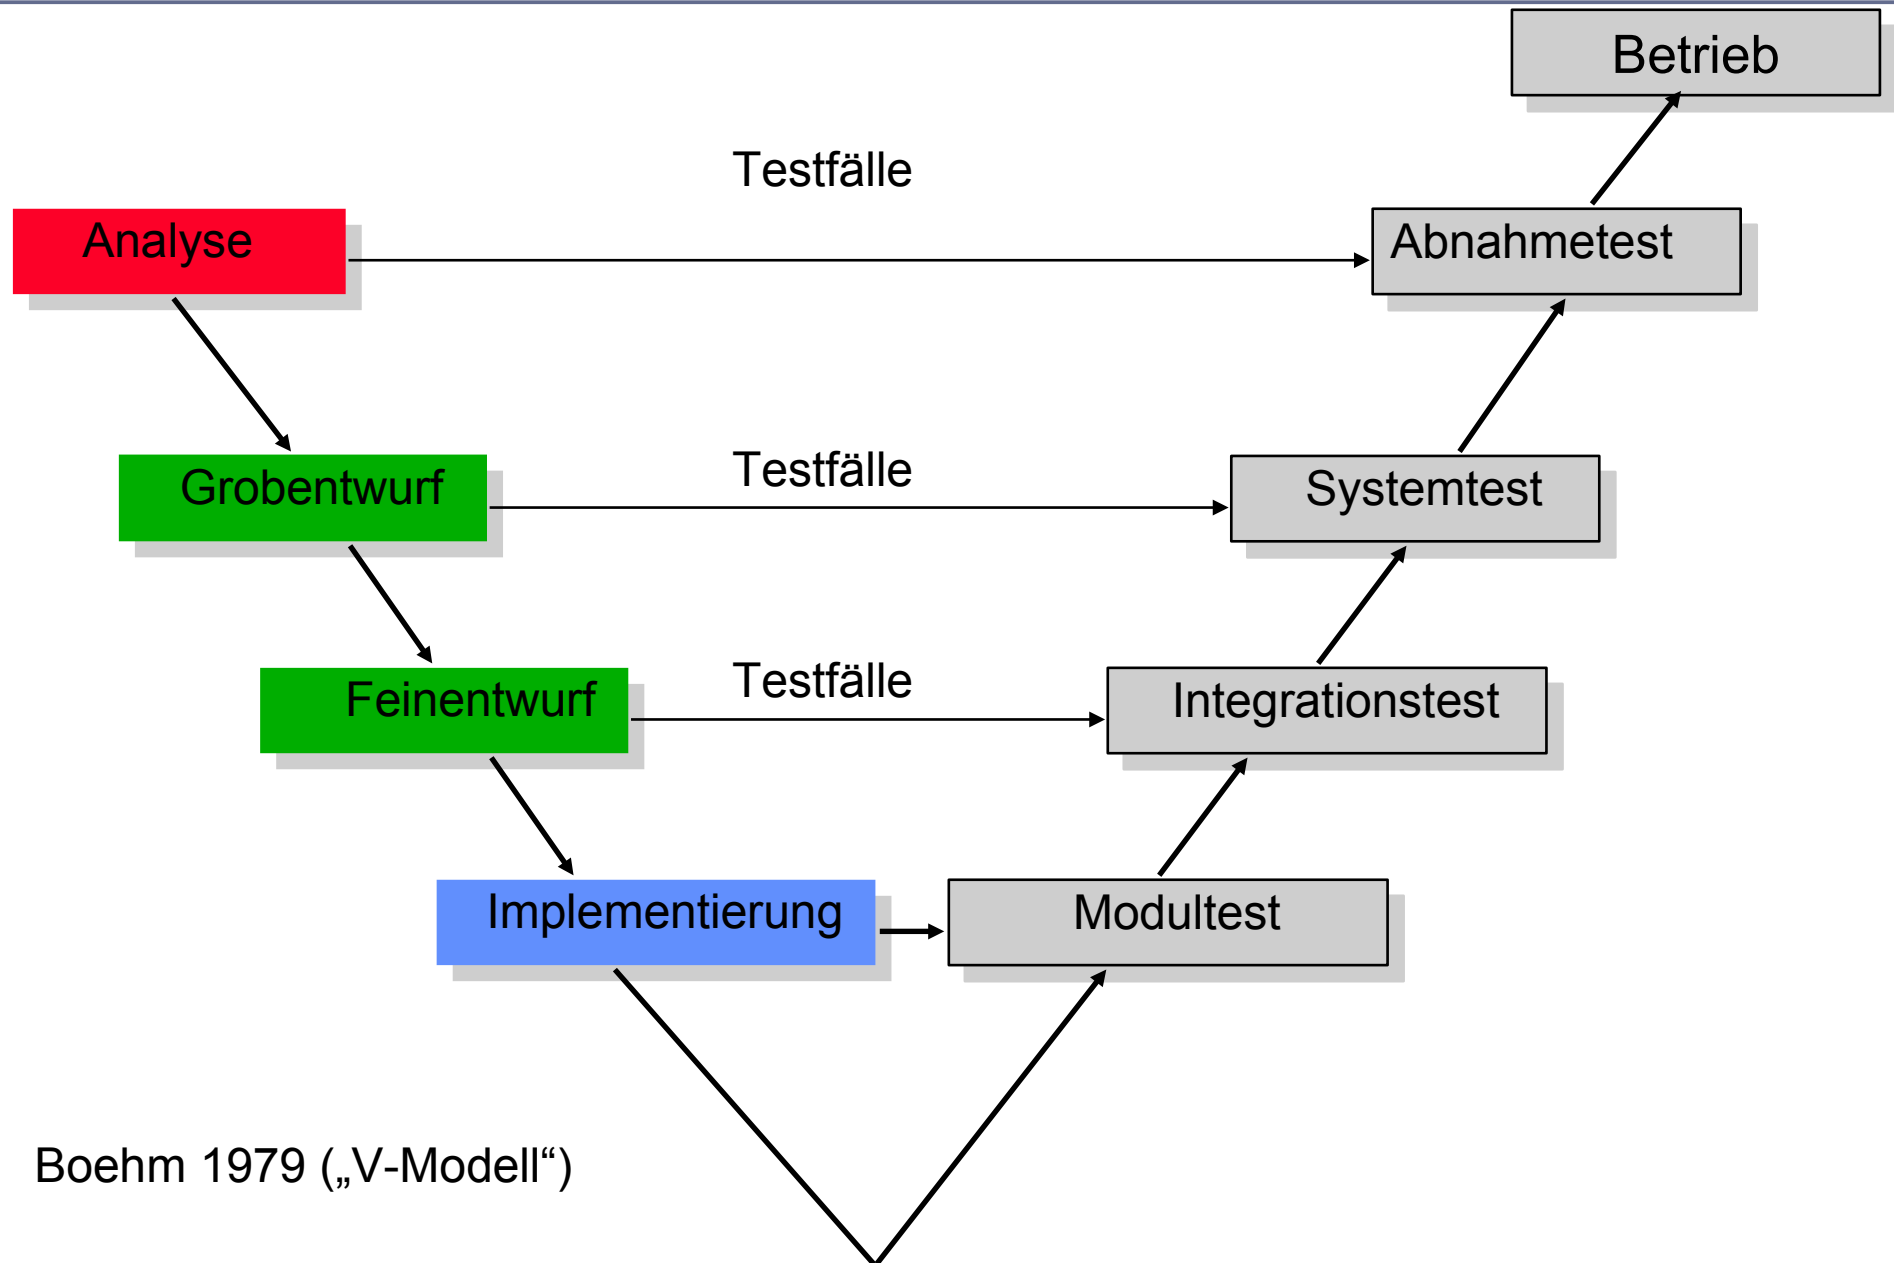 Betrieb
Testfälle
Analyse
Abnahmetest
Testfälle
Grobentwurf
Systemtest
Testfälle
Feinentwurf
Integrationstest
Implementierung
Modultest
Boehm 1979 („V-Modell“)